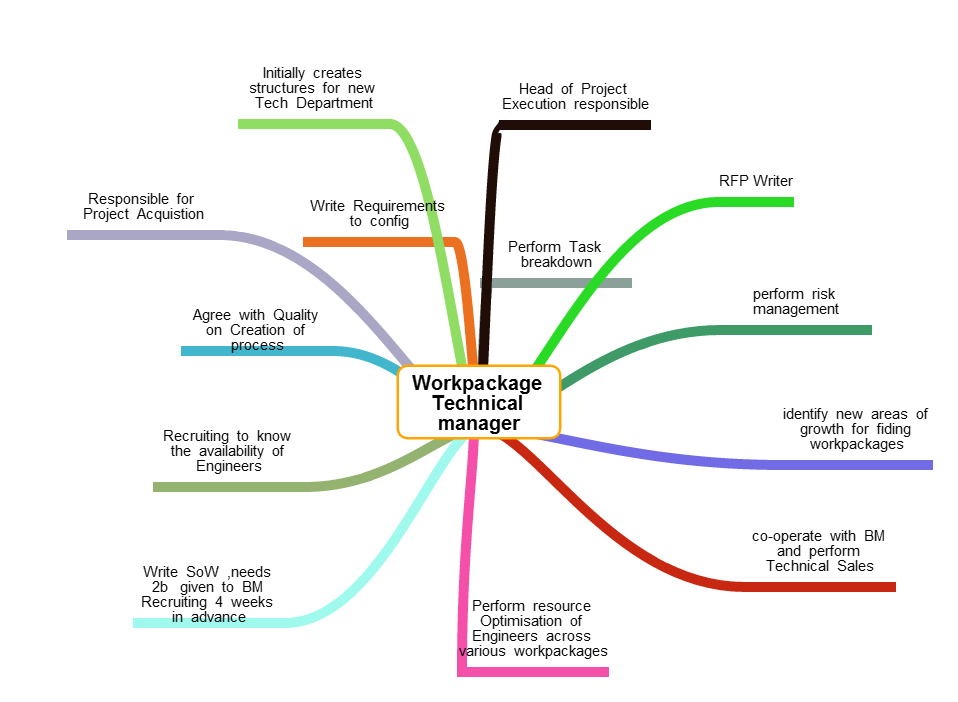 Initially creates
structures for new
Tech Department
Head of Project
Execution responsible
RFP Writer
Responsible for
Project Acquistion
Write Requirements
to config
Perform Task
breakdown
perform risk
management
Agree with Quality
on Creation of
process
Workpackage
Technical
manager
identify new areas of
growth for fiding
workpackages
Recruiting to know
the availability of
Engineers
co-operate with BM
and perform
Technical Sales
Write SoW ,needs
2b given to BM
Recruiting 4 weeks
in advance
Perform resource
Optimisation of
Engineers across
various workpackages